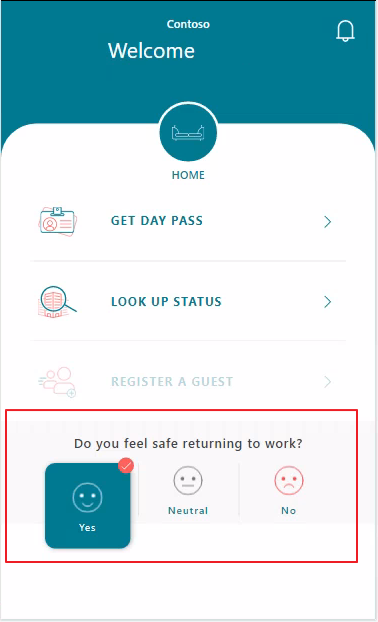 Contoso
Welcome
HOME
GET DAY PASS
LOOK UP STATUS
REGISTER A GUEST
Do you feel safe returning to work?
Yes
Neutral
No